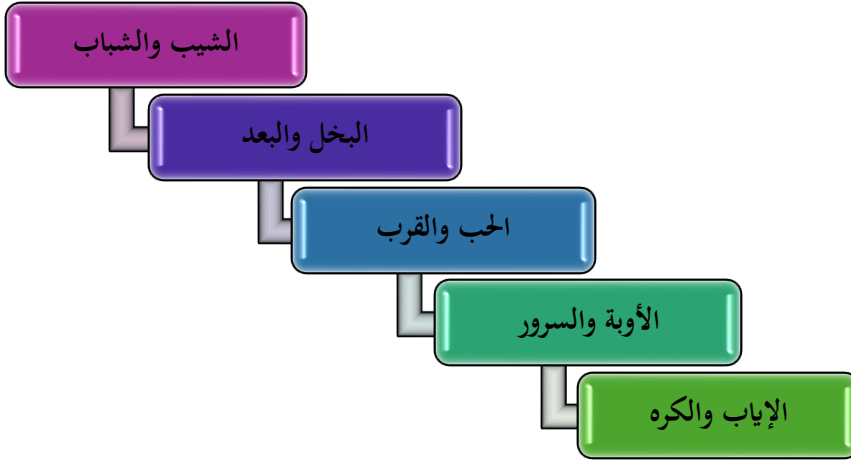 الشيب والشباب
البخل والبعد
الحب والقرب
الأوبة والسرور
الإياب والكره